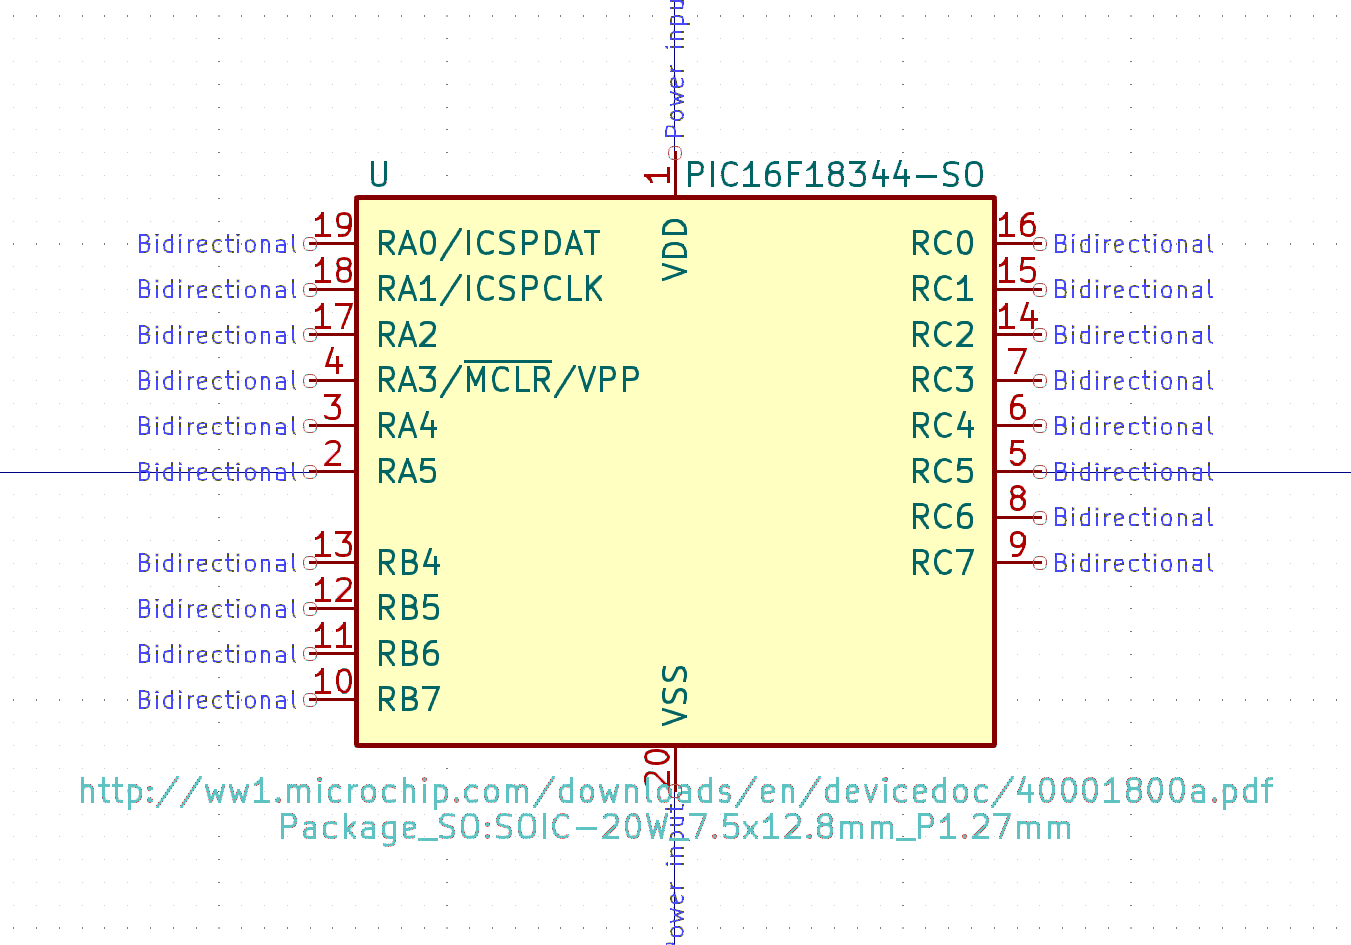 Power inpu
U
PIC16F18344-SO
1
VDD
Bidirectional 19 RA0/ICSPDAT RC0 16 Bidirectional
Bidirectional 18 RA1/ICSPCLK RC1 15 Bidirectional
Bidirectional 17 RA2 RC2 14 Bidirectional
Bidirectional 4 RA3/MCLR/VPP RC3 7 Bidirectional
Bidirectional 3 RA4 RC4 6 Bidirectional
Bidirectional 2 RA5 RC5 5 Bidirectional
RC6 8 Bidirectional
Bidirectional 13 RB4 RC7 9 Bidirectional
Bidirectional 12 RB5
Bidirectional 11 RB6
Bidirectional 10 RB7
VSS
20
http://ww1.microchip.com/downloads/en/devicedoc/40001800a.pdf
Package_SO:SOIC-20W_7.5x12.8mm_P1.27mm
ower input